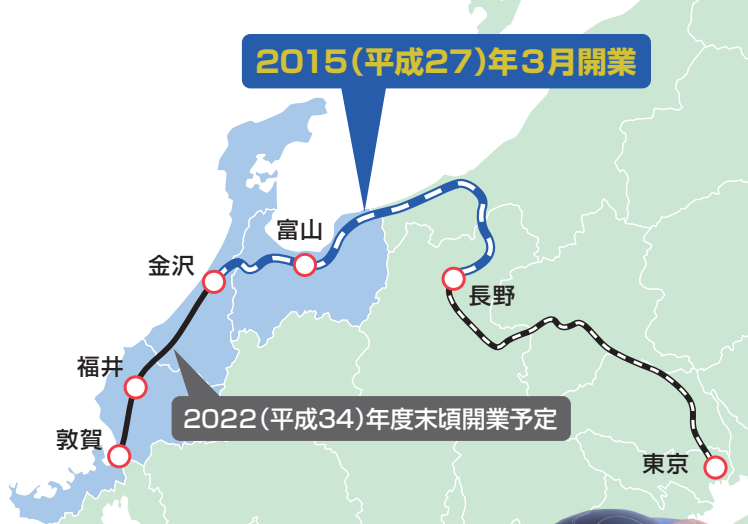 2015(平成27)年3月開業
富山
金沢
長野
福井
2022(平成34)年度末頃開業予定
敦賀
東京